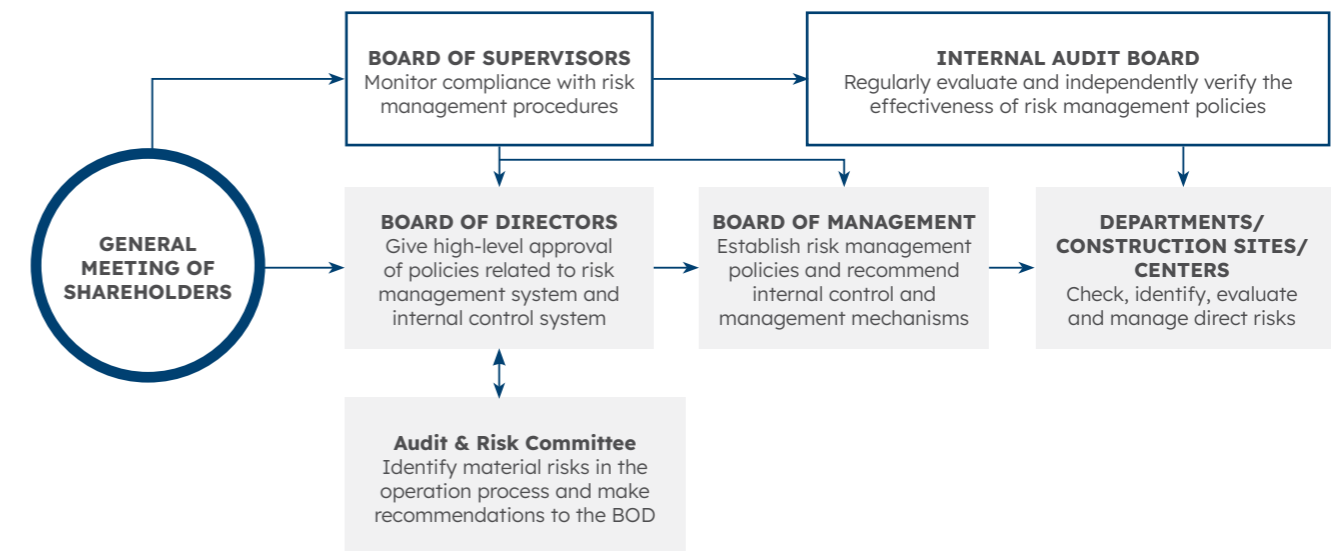 BOARD OF SUPERVISORS
Monitor compliance with risk
management procedures
INTERNAL AUDIT BOARD
Regularly evaluate and independently verify the
effectiveness of risk management policies
GENERAL
MEETING OF
SHAREHOLDERS
BOARD OF DIRECTORS
Give high-level approval
of policies related to risk
management system and
internal control system
BOARD OF MANAGEMENT
Establish risk management
policies and recommend
internal control and
management mechanisms
DEPARTMENTS/
CONSTRUCTION SITES/
CENTERS
Check, identify, evaluate
and manage direct risks
Audit & Risk Committee
Identify material risks in the
operation process and make
recommendations to the BOD